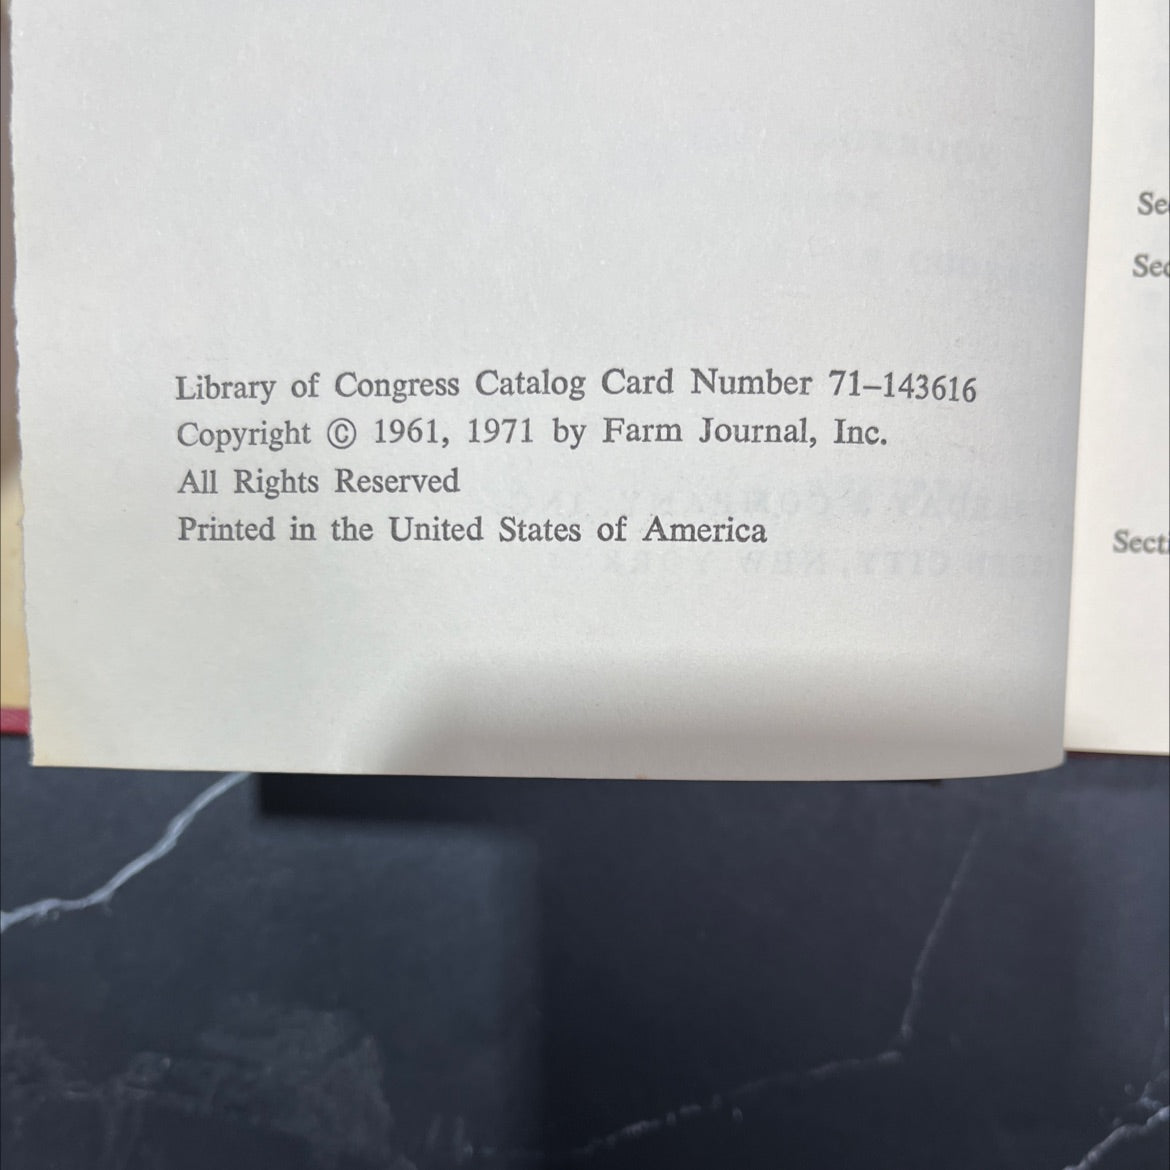 Library of Congress Catalog Card Number 71–143616
Copyright © 1961, 1971 by Farm Journal, Inc.
All Rights Reserved
Printed in the United States of America